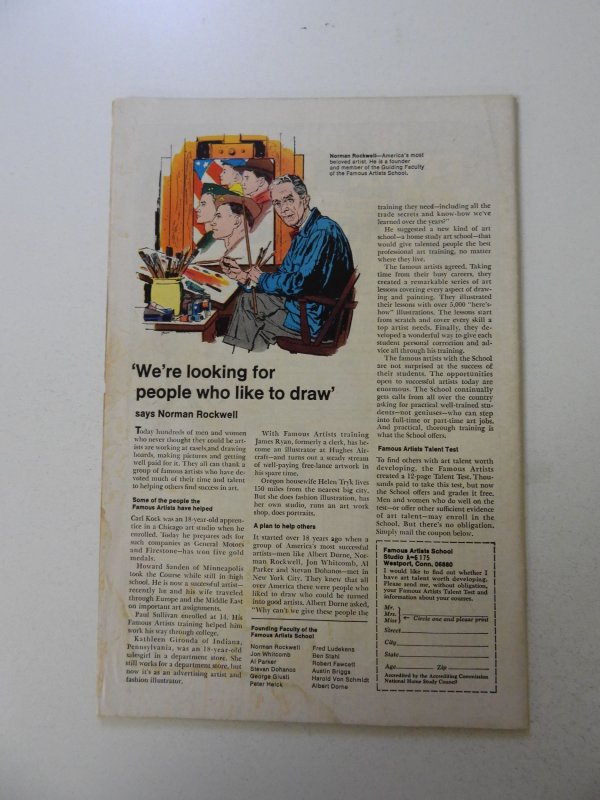 Norman Rockwell—America's most
beloved artist. He is a founder
and member of the Guiding Faculty
of the Famous Artists School.
'We're looking for
people who like to draw'
says Norman Rockwell
Today hundreds of men and women
who never thought they could be art-
ists are working at easels and drawing
boards, making pictures and getting
well paid for it. They all can thank a
group of famous artists who have de-
voted much of their time and talent
to helping others find success in art.
Some of the people the
Famous Artists have helped
Carl Kock was an 18-year-old appren-
tice in a Chicago art studio when he
enrolled. Today he prepares ads for
such companies as General Motors
and Firestone—has won five gold
medals.
Howard Sanden of Minneapolis
took the Course while still in high
school. He is now a successful artist—
recently he and his wife traveled
through Europe and the Middle East
on important art assignments.
Paul Sullivan enrolled at 14. His
Famous Artists training helped him
work his way through college.
Kathleen Gironda of Indiana,
Pennsylvania, was an 18-year-old
salesgirl in a department store. She
still works for a department store, but
now it's as an advertising artist and
fashion illustrator.
With Famous Artists training
James Ryan, formerly a clerk, has be-
come an illustrator at Hughes Air-
craft—and turns out a steady stream
of well-paying free-lance artwork in
his spare time.
Oregon housewife Helen Tryk lives
150 miles from the nearest big city.
But she does fashion illustration, has
her own studio, runs an art work
shop, does portraits.
A plan to help others
It started over 18 years ago when a
group of America's most successful
artists—men like Albert Dorne, Nor-
man Rockwell, Jon Whitcomb, Al
Parker and Stevan Dohanos—met in
New York City. They knew that all
over America there were people who
liked to draw who could be turned
into good artists. Albert Dorne asked,
"Why can't we give these people the
Founding Faculty of the
Famous Artists School
Norman Rockwell
Jon Whitcomb
Al Parker
Stevan Dohanos
George Giusti
Peter Helck
Fred Ludekens
Ben Stahl
Robert Fawcett
Austin Briggs
Harold Von Schmidt
Albert Dorne
training they need—including all the
trade secrets and know-how we've
learned over the years?"
He suggested a new kind of art
school—a home study art school—that
would give talented people the best
professional art training, no matter
where they live.
The famous artists agreed. Taking
time from their busy careers, they
created a remarkable series of art
lessons covering every aspect of draw-
ing and painting. They illustrated
their lessons with over 5,000 "here's-
how" illustrations. The lessons start
from scratch and cover every skill a
top artist needs. Finally, they de-
veloped a wonderful way to give each
student personal correction and ad-
vice all through his training.
The famous artists with the School
are not surprised at the success of
their students. The opportunities
open to successful artists today are
enormous. The School continually
gets calls from all over the country
asking for practical well-trained stu-
dents—not geniuses—who can step
into full-time or part-time art jobs.
And practical, thorough training is
what the School offers.
Famous Artists Talent Test
To find others with art talent worth
developing, the Famous Artists
created a 12-page Talent Test. Thou-
sands paid to take this test, but now
the School offers and grades it free.
Men and women who do well on the
test—or offer other sufficient evidence
of art talent—may enroll in the
School. But there's no obligation.
Simply mail the coupon below.
Famous Artists School
Studio A-6175
Westport, Conn. 06880
I would like to find out whether I
have art talent worth developing.
Please send me, without obligation,
your Famous Artists Talent Test and
information about your courses.
Mr.
Mrs.
Miss
Circle one and please print
Street
City
State
Age Zip
Accredited by the Accrediting Commission
National Home Study Council